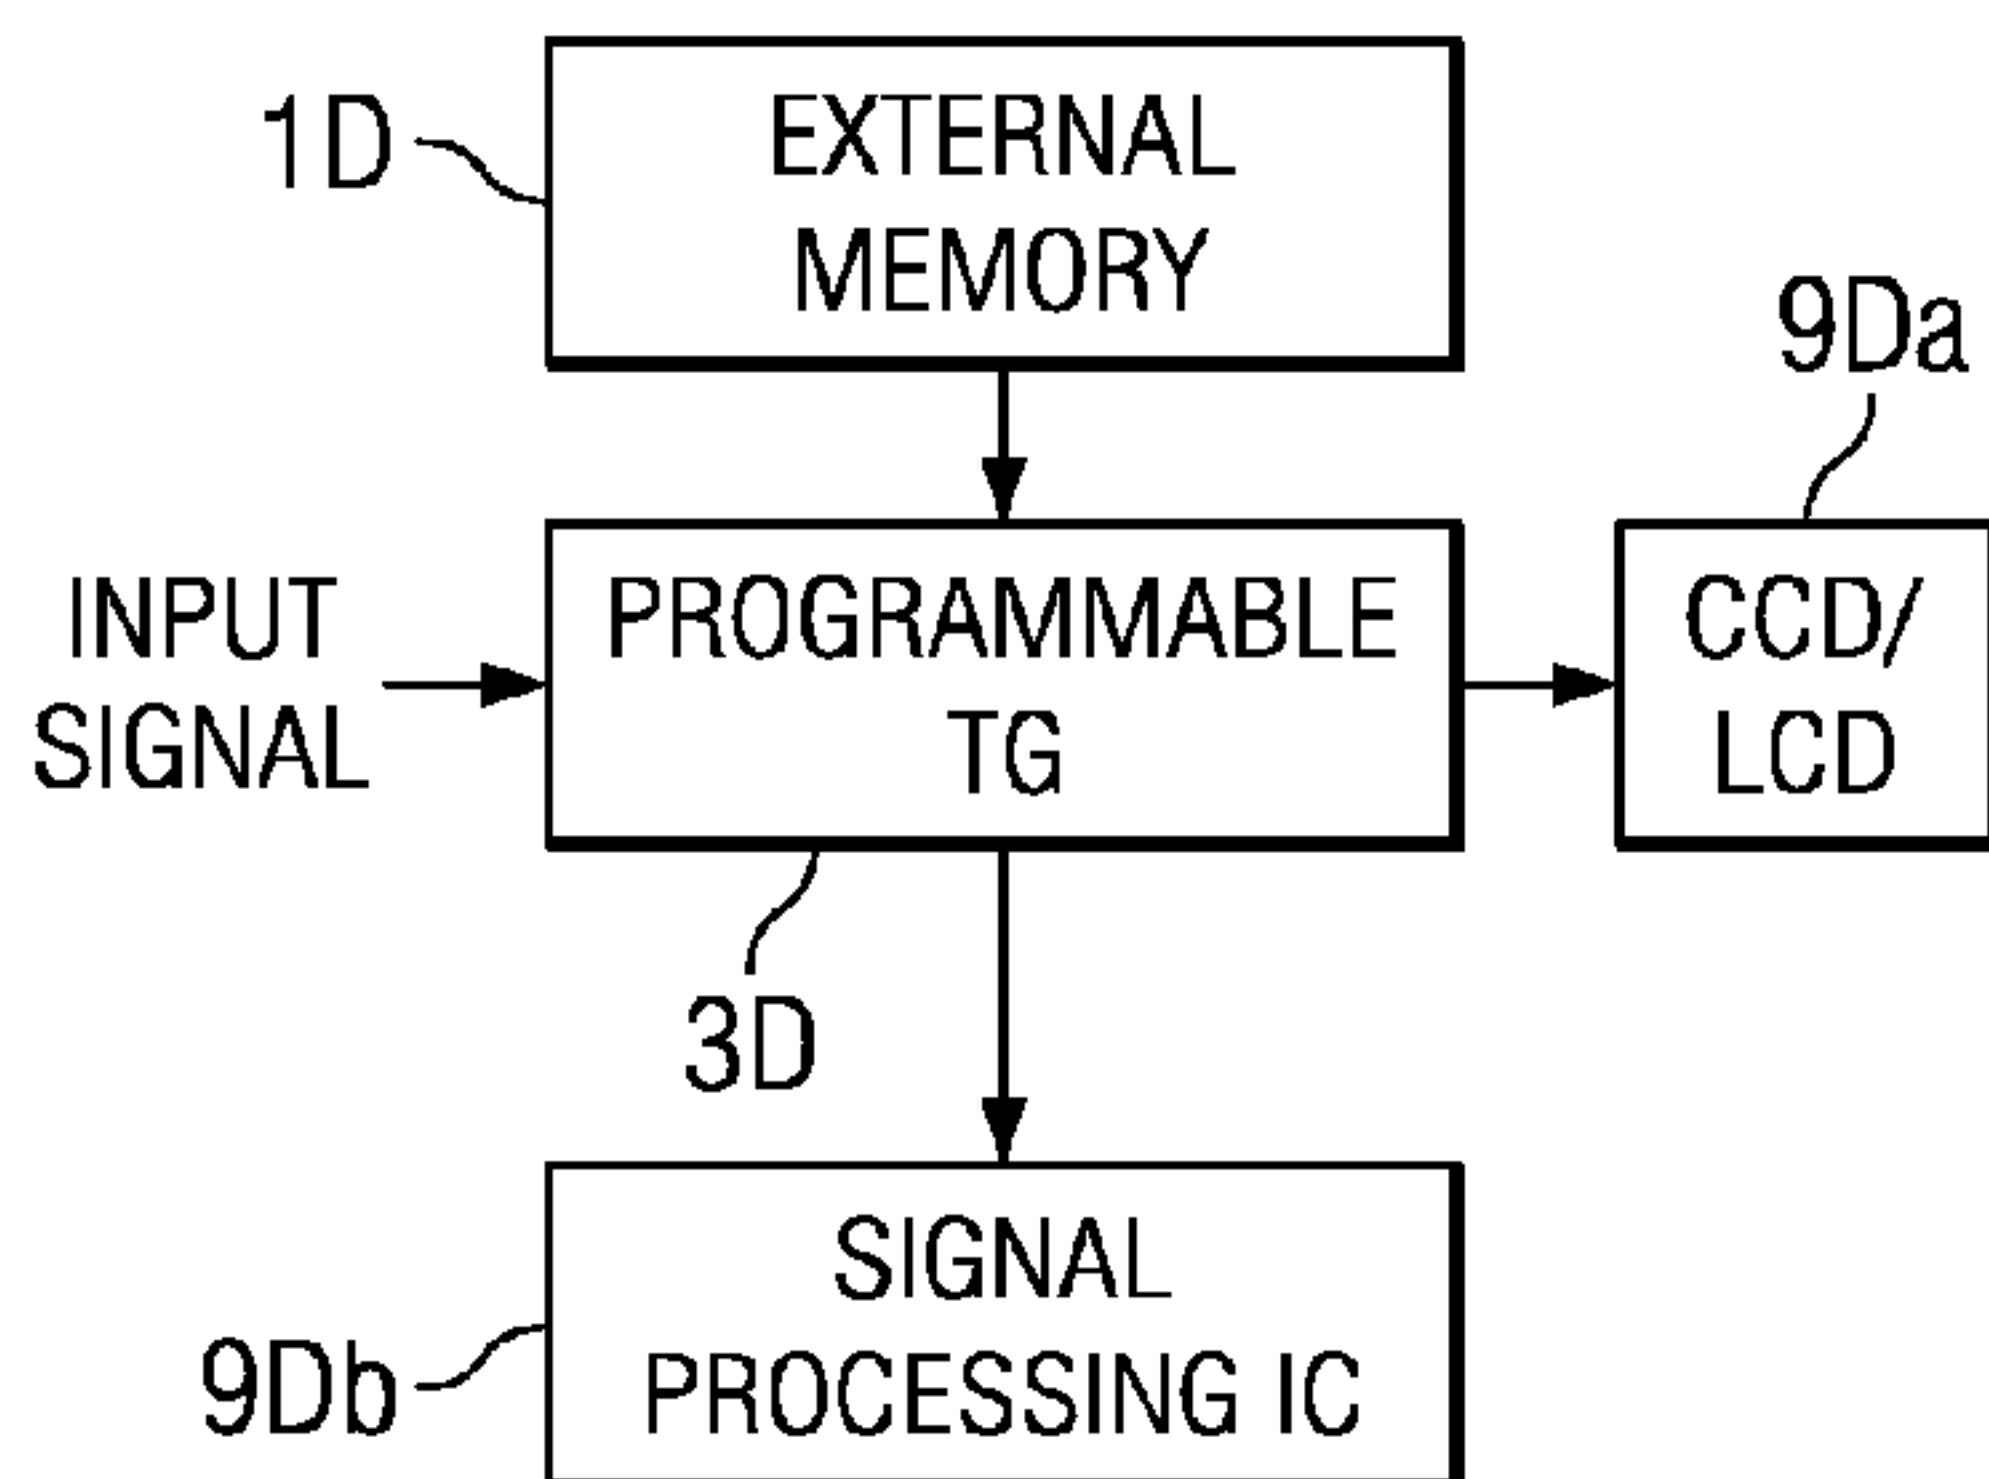 1D
EXTERNAL
MEMORY
9Da
INPUT
SIGNAL
PROGRAMMABLE
TG
CCD/
LCD
3D
SIGNAL
PROCESSING IC
9Db